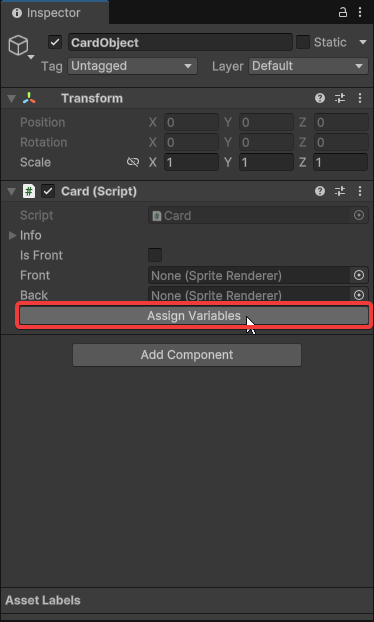 Inspector
CardObject Static
Tag Untagged Layer Default
Transform
Position X 0 Y 0 Z 0
Rotation X 0 Y 0 Z 0
Scale X 1 Y 1 Z 1
# Card (Script)
Script # Card
Info
Is Front
Front None (Sprite Renderer)
Back None (Sprite Renderer)
Assign Variables
Add Component
Asset Labels